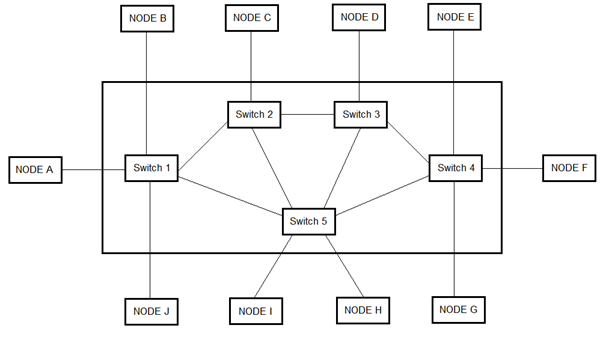 NODE B
NODE C
NODE D
NODE E
Switch 2
Switch 3
NODE A
Switch 1
Switch 4
NODE F
Switch 5
NODE J
NODE I
NODE H
NODE G